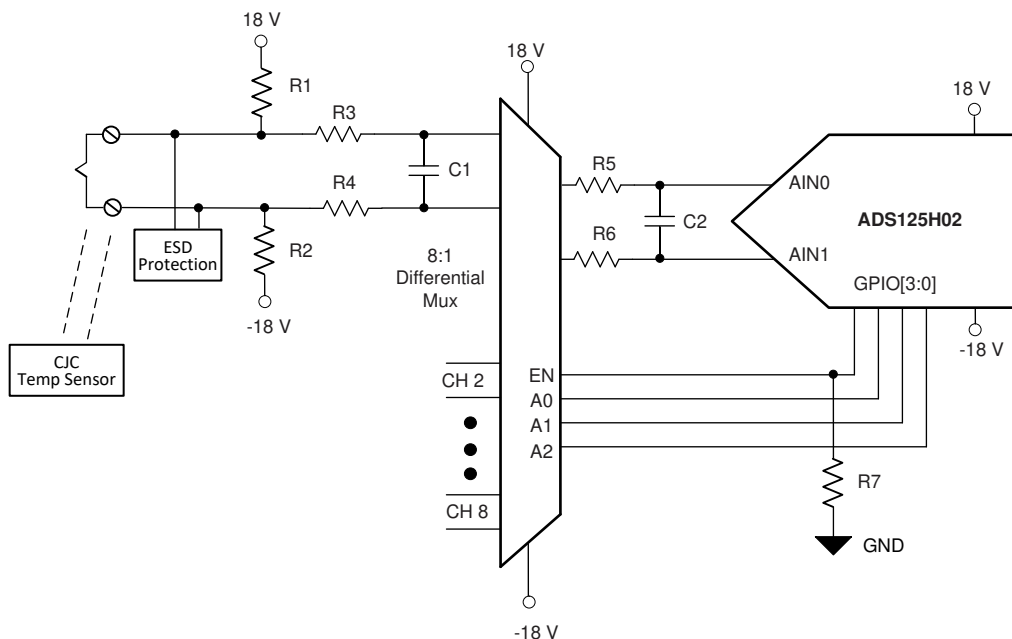 18 V
R1
R3
C1
R4
R2
-18 V
ESD
Protection
CJC
Temp Sensor
18 V
8:1
Differential
Mux
CH 2
CH 8
EN
A0
A1
A2
-18 V
R5
C2
R6
18 V
AIN0
ADS125H02
AIN1
GPIO[3:0]
-18 V
R7
GND